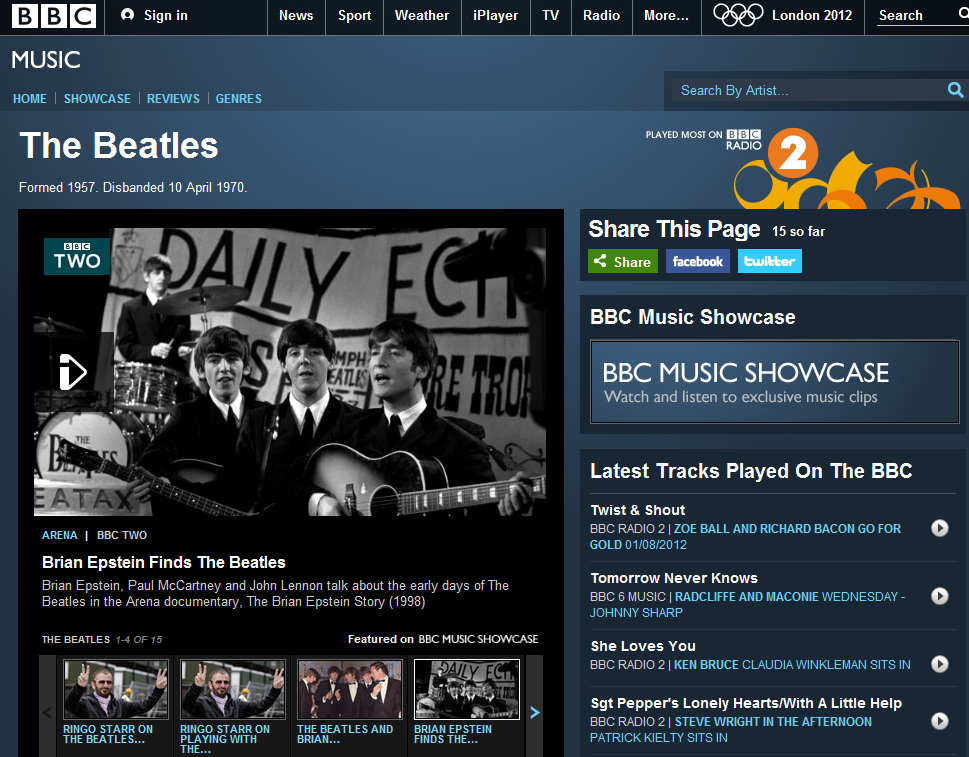 BBC
Sign in
News
Sport
Weather
iPlayer
TV
Radio
More...
London 2012
Search
MUSIC
HOME
SHOWCASE
REVIEWS
GENRES
Search By Artist...
The Beatles
Formed 1957. Disbanded 10 April 1970.
PLAYED MOST ON BBC
RADIO
2
BBC
TWO
DAILY ECH
BEATLES
RE TROP
THE
BEATLES
EATAX
ARENA | BBC TWO
Brian Epstein Finds The Beatles
Brian Epstein, Paul McCartney and John Lennon talk about the early days of The
Beatles in the Arena documentary, The Brian Epstein Story (1998)
THE BEATLES 1-4 OF 15
Featured on BBC MUSIC SHOWCASE
RINGO STARR ON
THE BEATLES...
RINGO STARR ON
PLAYING WITH
THE...
THE BEATLES AND
BRIAN...
DAILY ECH
BRIAN EPSTEIN
FINDS THE...
Share This Page 15 so far
Share
facebook
twitter
BBC Music Showcase
BBC MUSIC SHOWCASE
Watch and listen to exclusive music clips
Latest Tracks Played On The BBC
Twist & Shout
BBC RADIO 2 | ZOE BALL AND RICHARD BACON GO FOR
GOLD 01/08/2012
Tomorrow Never Knows
BBC 6 MUSIC | RADCLIFFE AND MACONIE WEDNESDAY -
JOHNNY SHARP
She Loves You
BBC RADIO 2 | KEN BRUCE CLAUDIA WINKLEMAN SITS IN
Sgt Pepper's Lonely Hearts/With A Little Help
BBC RADIO 2 | STEVE WRIGHT IN THE AFTERNOON
PATRICK KIELTY SITS IN